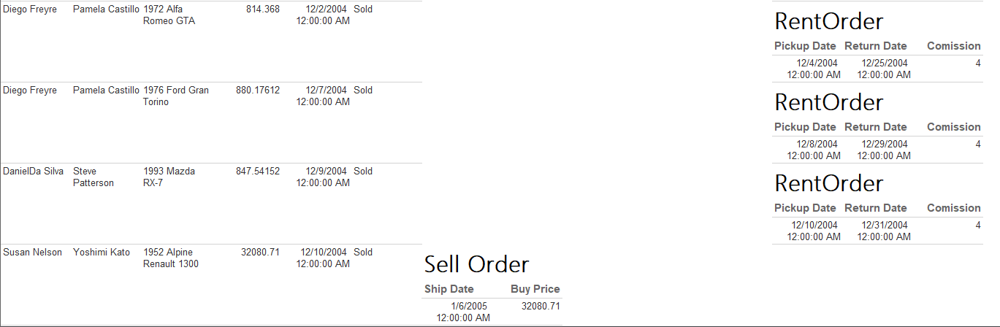 Diego Freyre Pamela Castillo 1972 Alfa 814.368 12/2/2004 Sold
Romeo GTA 12:00:00 AM
RentOrder
Pickup Date Return Date Comission
12/4/2004 12/25/2004 4
12:00:00 AM 12:00:00 AM
Diego Freyre Pamela Castillo 1976 Ford Gran 880.17612 12/7/2004 Sold
Torino 12:00:00 AM
RentOrder
Pickup Date Return Date Comission
12/8/2004 12/29/2004 4
12:00:00 AM 12:00:00 AM
DanielDa Silva Steve 1993 Mazda 847.54152 12/9/2004 Sold
Patterson RX-7 12:00:00 AM
RentOrder
Pickup Date Return Date Comission
12/10/2004 12/31/2004 4
12:00:00 AM 12:00:00 AM
Susan Nelson Yoshimi Kato 1952 Alpine 32080.71 12/10/2004 Sold
Renault 1300 12:00:00 AM
Sell Order
Ship Date Buy Price
1/6/2005 32080.71
12:00:00 AM